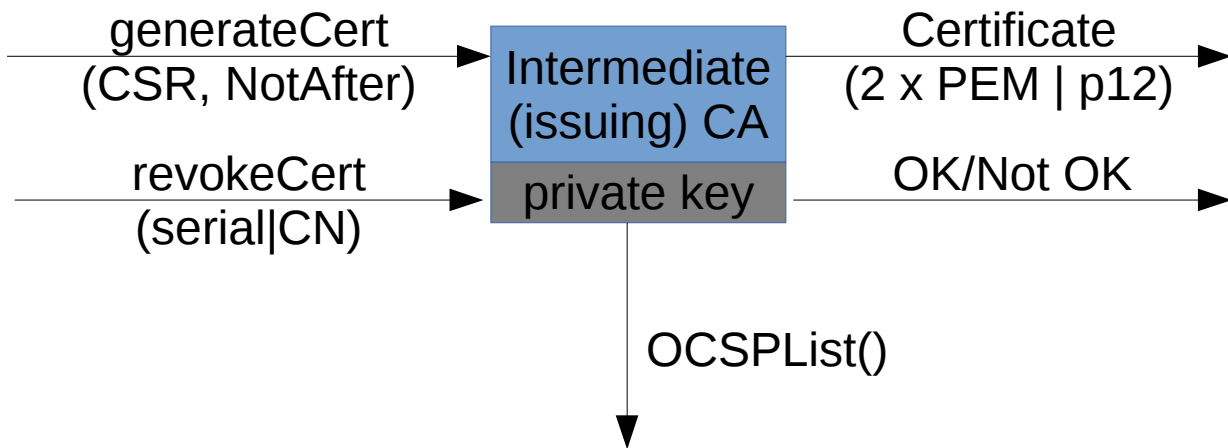 generateCert
(CSR, NotAfter)
Intermediate
(issuing) CA
Certificate
(2 x PEM | p12)
revokeCert
(serial|CN)
private key
OK/Not OK
OCSPList()